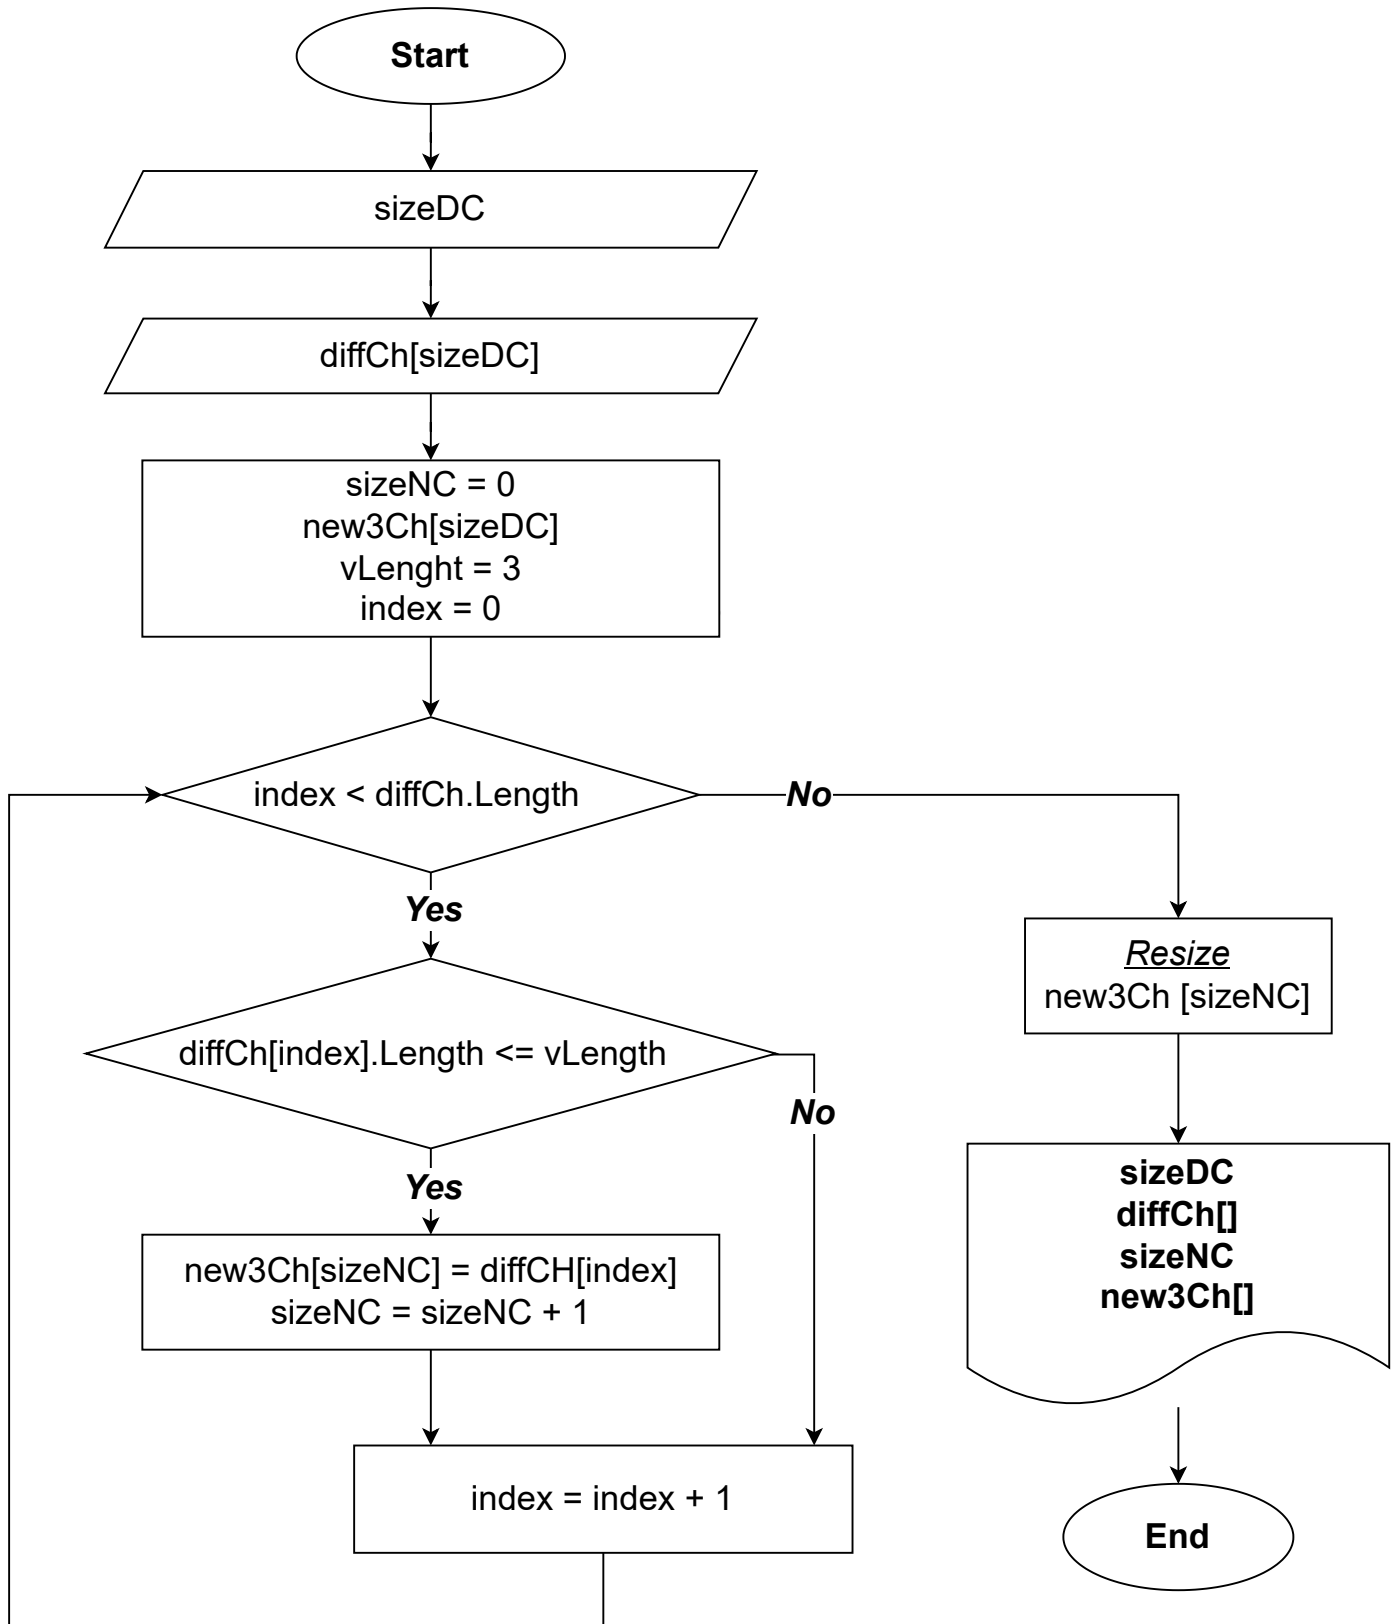 Start
sizeDC
diffCh[sizeDC]
sizeNC = 0
new3Ch[sizeDC]
vLenght = 3
index = 0
index < diffCh.Length
No
Yes
diffCh[index].Length <= vLength
No
Yes
new3Ch[sizeNC] = diffCH[index]
sizeNC = sizeNC + 1
index = index + 1
Resize
new3Ch [sizeNC]
sizeDC
diffCh[]
sizeNC
new3Ch[]
End